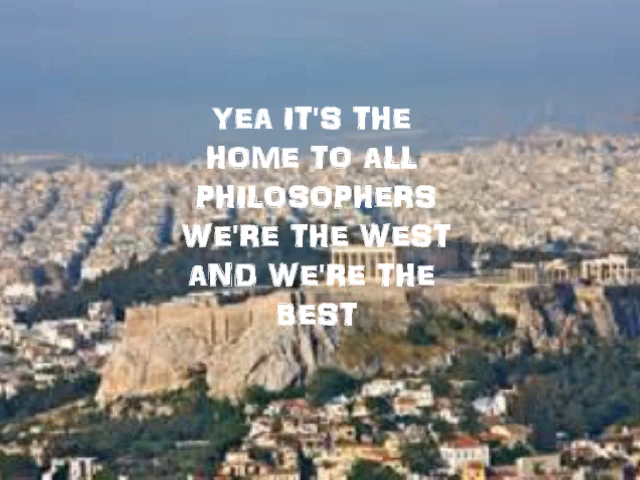 YEA IT'S THE
HOME TO ALL
PHILOSOPHERS
WE'RE THE WEST
AND WE'RE THE
BEST